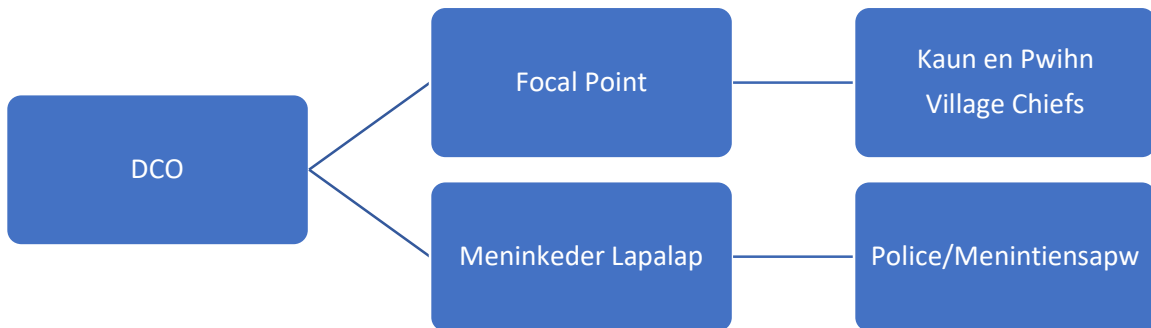 DCO
Focal Point
Kaun en Pwihn
Village Chiefs
Meninkeder Lapalap
Police/Menintiensapw